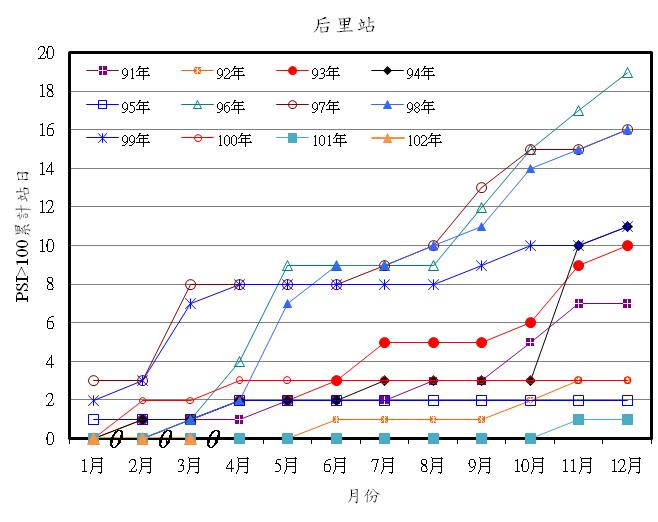 后里站
20
18
16
14
12
10
8
6
4
2
0
PSI>100累計站日
91年 92年 93年 94年
95年 96年 97年 98年
99年 100年 101年 102年
0 0 0
1月 2月 3月 4月 5月 6月 7月 8月 9月 10月 11月 12月
月份